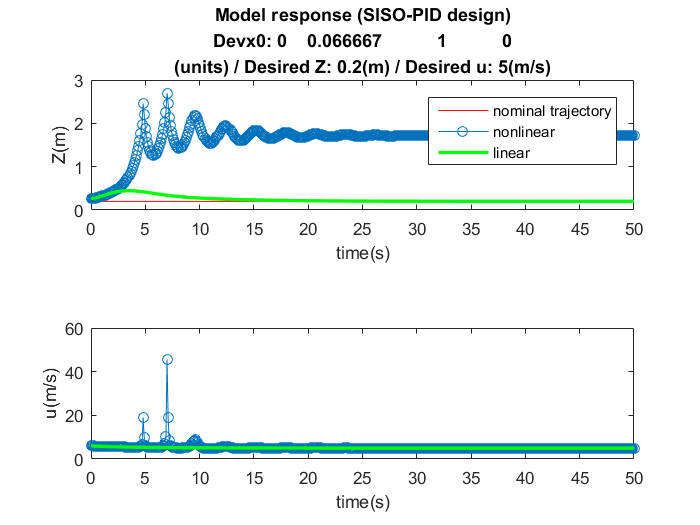 Model response (SISO-PID design)
Devx0: 0 0.066667 1 0
(units) / Desired Z: 0.2(m) / Desired u: 5(m/s)
3
2
1
0
Z(m)
nominal trajectory
nonlinear
linear
0 5 10 15 20 25 30 35 40 45 50
time(s)
60
40
20
0
u(m/s)
0 5 10 15 20 25 30 35 40 45 50
time(s)